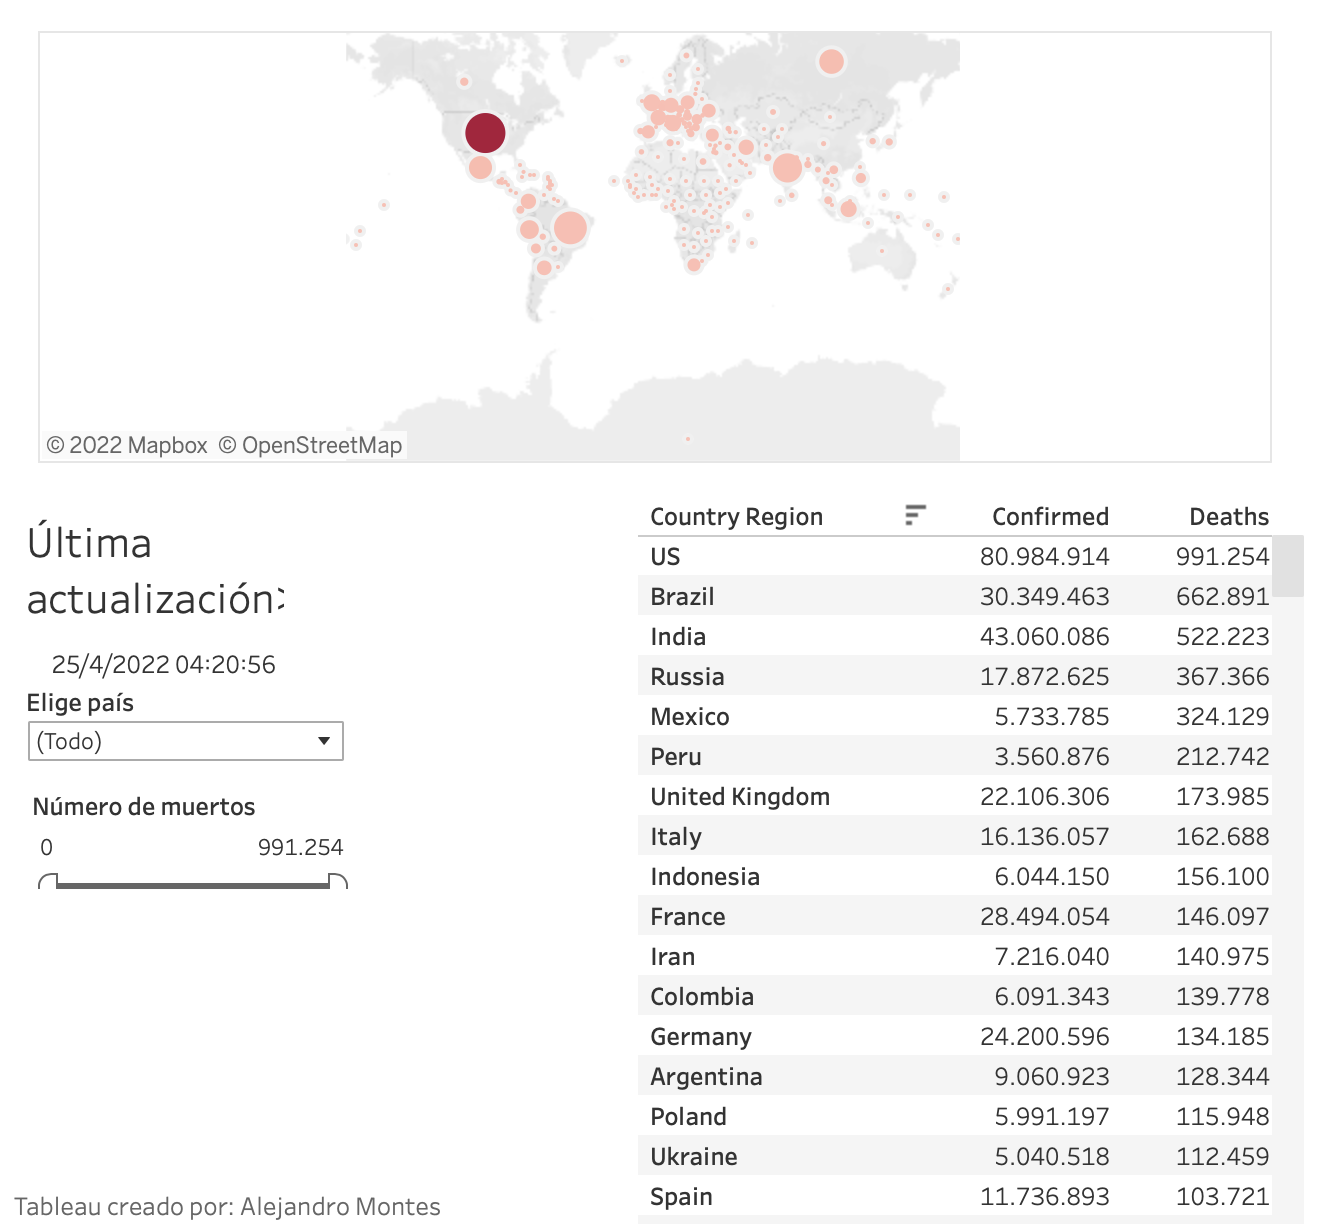 © 2022 Mapbox © OpenStreetMap
Última
actualización>
25/4/2022 04:20:56
Elige país
(Todo)
Número de muertos
0 991.254
Country Region Confirmed Deaths
US 80.984.914 991.254
Brazil 30.349.463 662.891
India 43.060.086 522.223
Russia 17.872.625 367.366
Mexico 5.733.785 324.129
Peru 3.560.876 212.742
United Kingdom 22.106.306 173.985
Italy 16.136.057 162.688
Indonesia 6.044.150 156.100
France 28.494.054 146.097
Iran 7.216.040 140.975
Colombia 6.091.343 139.778
Germany 24.200.596 134.185
Argentina 9.060.923 128.344
Poland 5.991.197 115.948
Ukraine 5.040.518 112.459
Spain 11.736.893 103.721
Tableau creado por: Alejandro Montes